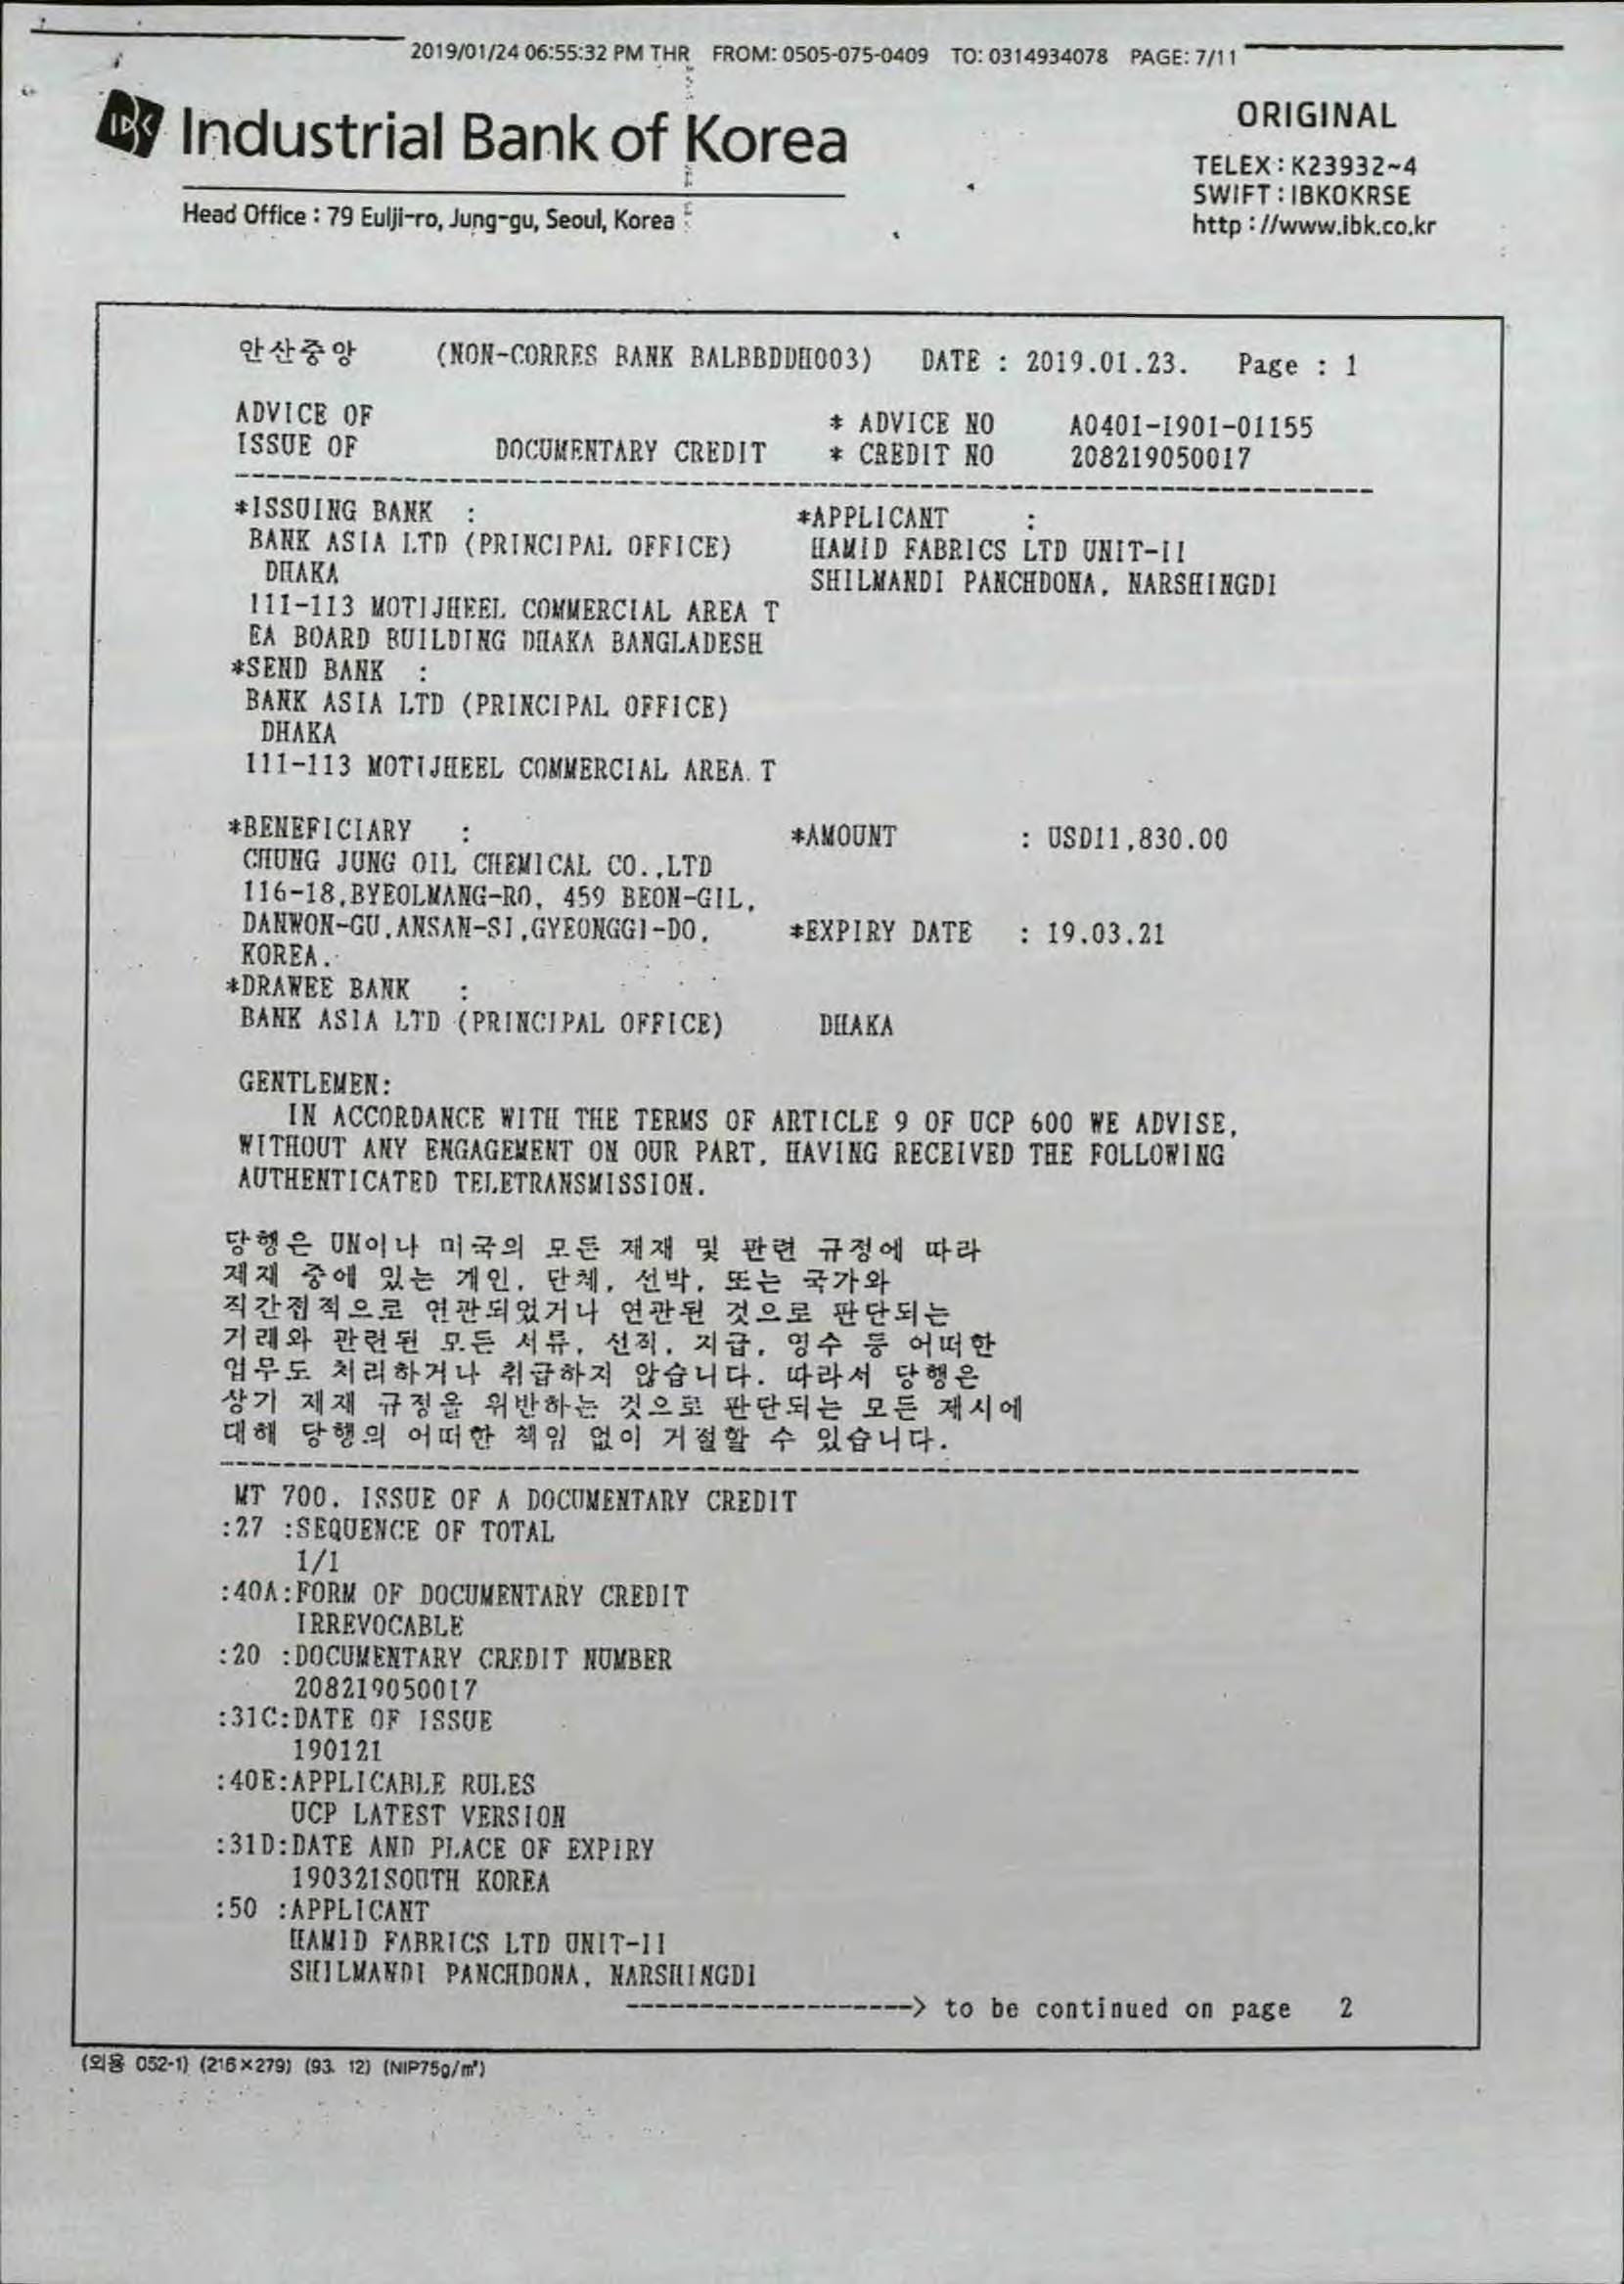 2019/01/24 06:55:32 PM THR FROM: 0505-075-0409 TO: 0314934078 PAGE: 7/11
IBK Industrial Bank of Korea
Head Office : 79 Eulji-ro, Jung-gu, Seoul, Korea
ORIGINAL
TELEX : K23932~4
SWIFT : IBKOKRSE
http : //www.ibk.co.kr
안산중앙 (NON-CORRES BANK BALBBDDH003) DATE : 2019.01.23. Page : 1
ADVICE OF * ADVICE NO A0401-I901-01155
ISSUE OF DOCUMENTARY CREDIT * CREDIT NO 208219050017
*ISSUING BANK : *APPLICANT :
BANK ASIA LTD (PRINCIPAL OFFICE) HAMID FABRICS LTD UNIT-II
DHAKA SHILMANDI PANCHDONA, NARSHINGDI
111-113 MOTIJHEEL COMMERCIAL AREA T
EA BOARD BUILDING DHAKA BANGLADESH
*SEND BANK :
BANK ASIA LTD (PRINCIPAL OFFICE)
DHAKA
111-113 MOTIJHEEL COMMERCIAL AREA T
*BENEFICIARY : *AMOUNT : USD11,830.00
CHUNG JUNG OIL CHEMICAL CO.,LTD
116-18,BYEOLMANG-RO, 459 BEON-GIL,
DANWON-GU,ANSAN-SI,GYEONGGI-DO, *EXPIRY DATE : 19.03.21
KOREA.
*DRAWEE BANK :
BANK ASIA LTD (PRINCIPAL OFFICE) DHAKA
GENTLEMEN:
IN ACCORDANCE WITH THE TERMS OF ARTICLE 9 OF UCP 600 WE ADVISE,
WITHOUT ANY ENGAGEMENT ON OUR PART, HAVING RECEIVED THE FOLLOWING
AUTHENTICATED TELETRANSMISSION.
당행은 UN이나 미국의 모든 제재 및 관련 규정에 따라
제재 중에 있는 개인, 단체, 선박, 또는 국가와
직간접적으로 연관되었거나 연관된 것으로 판단되는
거래와 관련된 모든 서류, 선적, 지급, 영수 등 어떠한
업무도 처리하거나 취급하지 않습니다. 따라서 당행은
상기 제재 규정을 위반하는 것으로 판단되는 모든 제시에
대해 당행의 어떠한 책임 없이 거절할 수 있습니다.
MT 700. ISSUE OF A DOCUMENTARY CREDIT
:27 :SEQUENCE OF TOTAL
1/1
:40A:FORM OF DOCUMENTARY CREDIT
IRREVOCABLE
:20 :DOCUMENTARY CREDIT NUMBER
208219050017
:31C:DATE OF ISSUE
190121
:40E:APPLICABLE RULES
UCP LATEST VERSION
:31D:DATE AND PLACE OF EXPIRY
190321SOUTH KOREA
:50 :APPLICANT
HAMID FABRICS LTD UNIT-II
SHILMANDI PANCHDONA, NARSHINGDI
-------------------> to be continued on page 2
(외용 052-1) (216×279) (93. 12) (NIP75g/㎡)